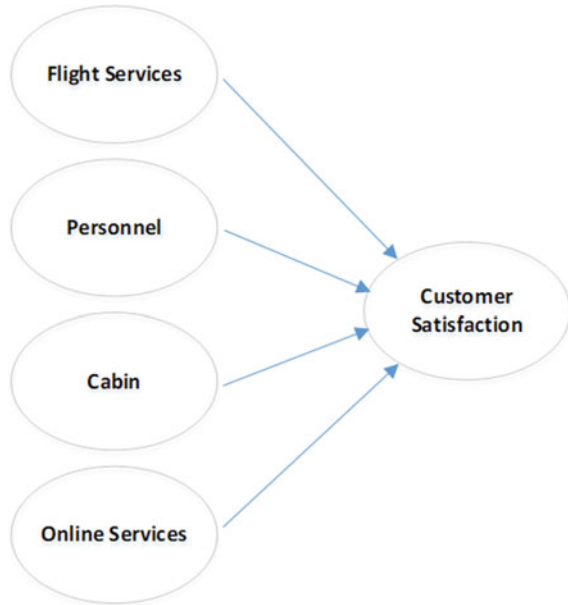 Flight Services
Personnel
Customer
Satisfaction
Cabin
Online Services